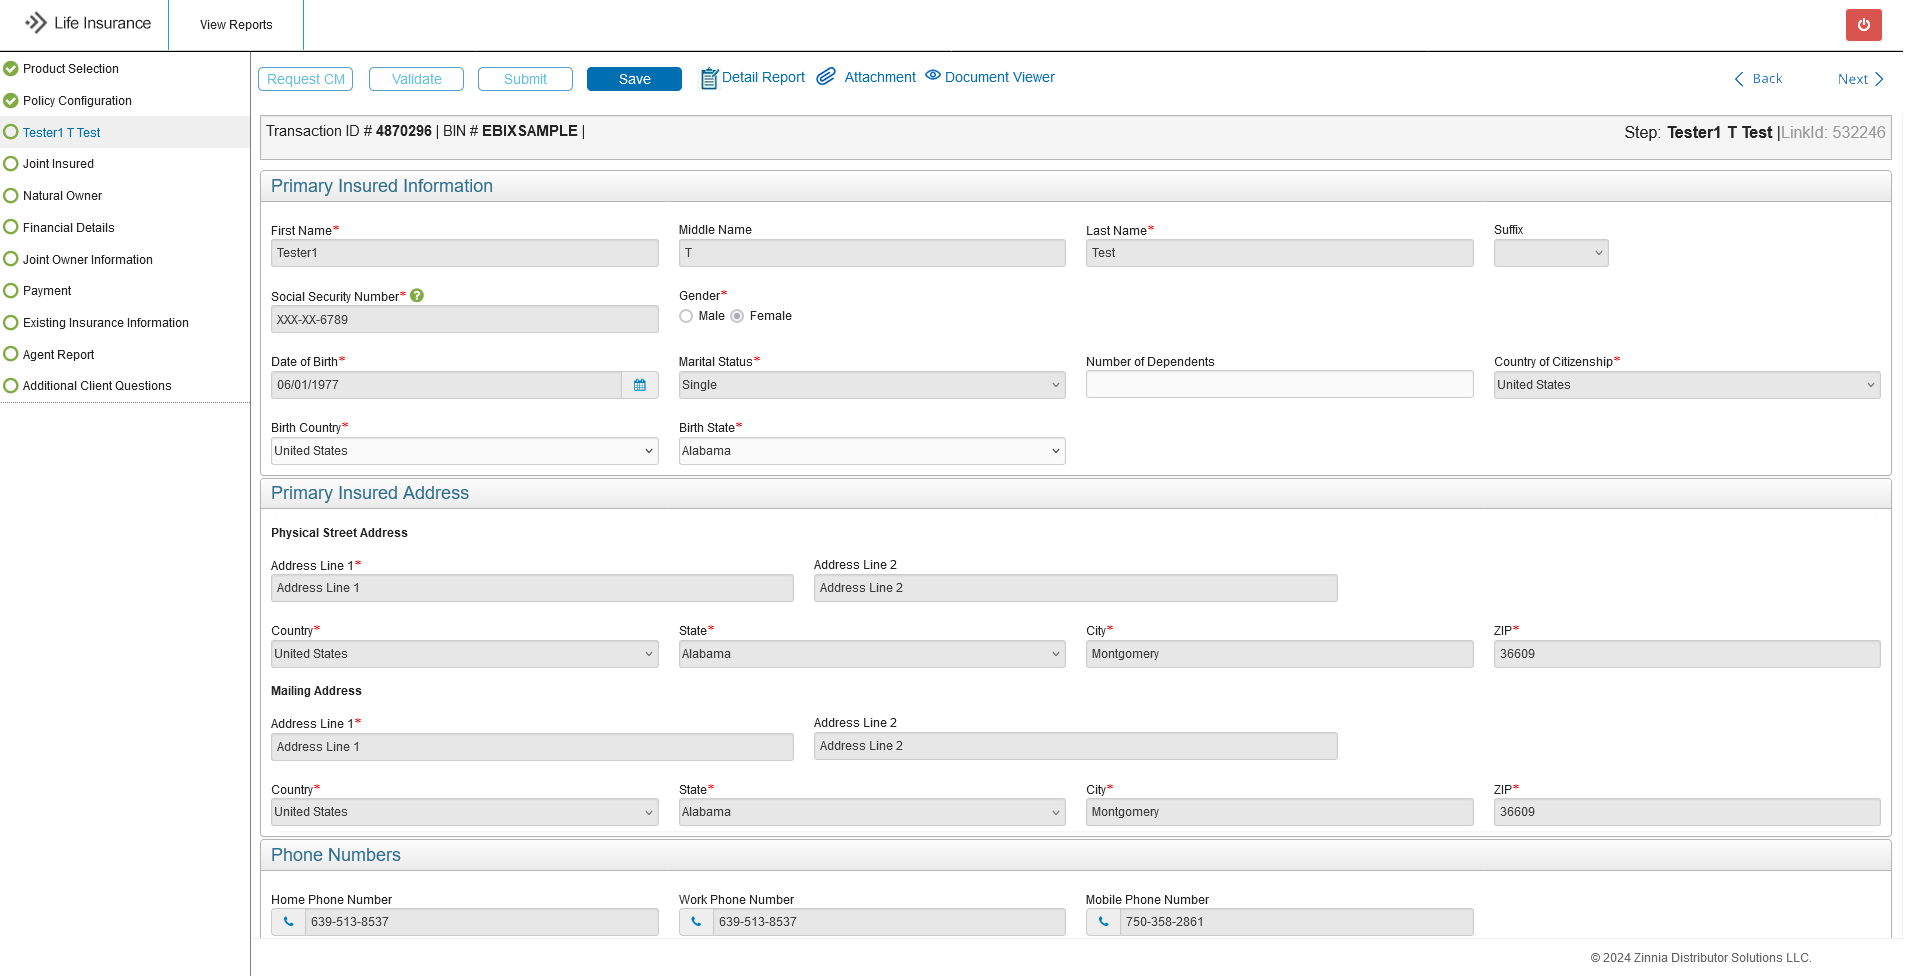 Life Insurance
View Reports
Product Selection
Policy Configuration
Tester1 T Test
Joint Insured
Natural Owner
Financial Details
Joint Owner Information
Payment
Existing Insurance Information
Agent Report
Additional Client Questions
Request CM Validate Submit Save Detail Report Attachment Document Viewer Back Next
Transaction ID # 4870296 | BIN # EBIXSAMPLE |
Step: Tester1 T Test |LinkId: 532246
Primary Insured Information
First Name* Middle Name Last Name* Suffix
Tester1 T Test
Social Security Number* ? Gender*
XXX-XX-6789 Male Female
Date of Birth* Marital Status* Number of Dependents Country of Citizenship*
06/01/1977 Single United States
Birth Country* Birth State*
United States Alabama
Primary Insured Address
Physical Street Address
Address Line 1* Address Line 2
Address Line 1 Address Line 2
Country* State* City* ZIP*
United States Alabama Montgomery 36609
Mailing Address
Address Line 1* Address Line 2
Address Line 1 Address Line 2
Country* State* City* ZIP*
United States Alabama Montgomery 36609
Phone Numbers
Home Phone Number Work Phone Number Mobile Phone Number
639-513-8537 639-513-8537 750-358-2861
© 2024 Zinnia Distributor Solutions LLC.